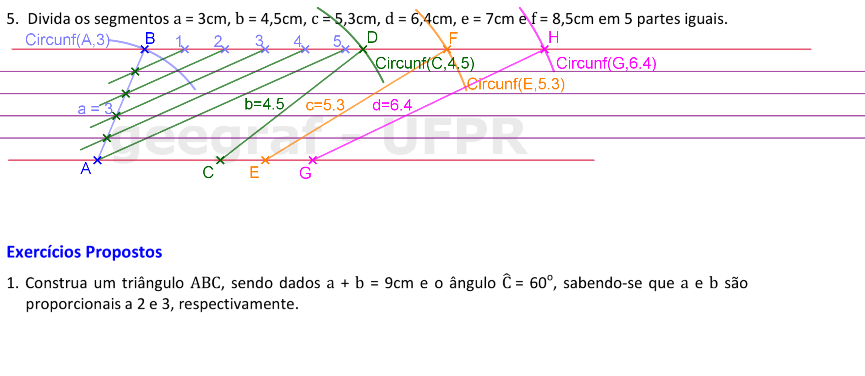 5. Divida os segmentos a = 3cm, b = 4,5cm, c = 5,3cm, d = 6,4cm, e = 7cm e f = 8,5cm em 5 partes iguais.
Circunf(A,3) B 1 2 3 4 5 D F H
Circunf(C,4,5) Circunf(G,6.4)
Circunf(E,5.3)
a = 3 b=4.5 c=5.3 d=6.4
geegraf - UFPR
A C E G
Exercícios Propostos
1. Construa um triângulo ABC, sendo dados a + b = 9cm e o ângulo Ĉ = 60°, sabendo-se que a e b são
proporcionais a 2 e 3, respectivamente.